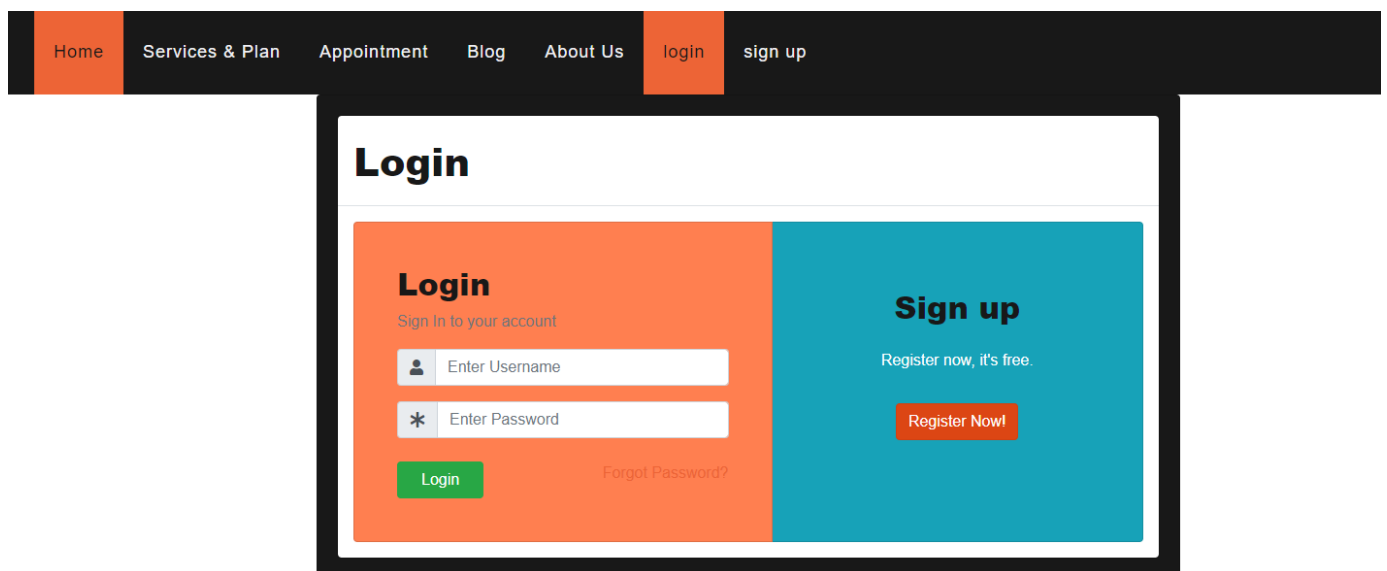 Home Services & Plan Appointment Blog About Us login sign up
Login
Login
Sign In to your account
Enter Username
Enter Password
Login Forgot Password?
Sign up
Register now, it's free.
Register Now!